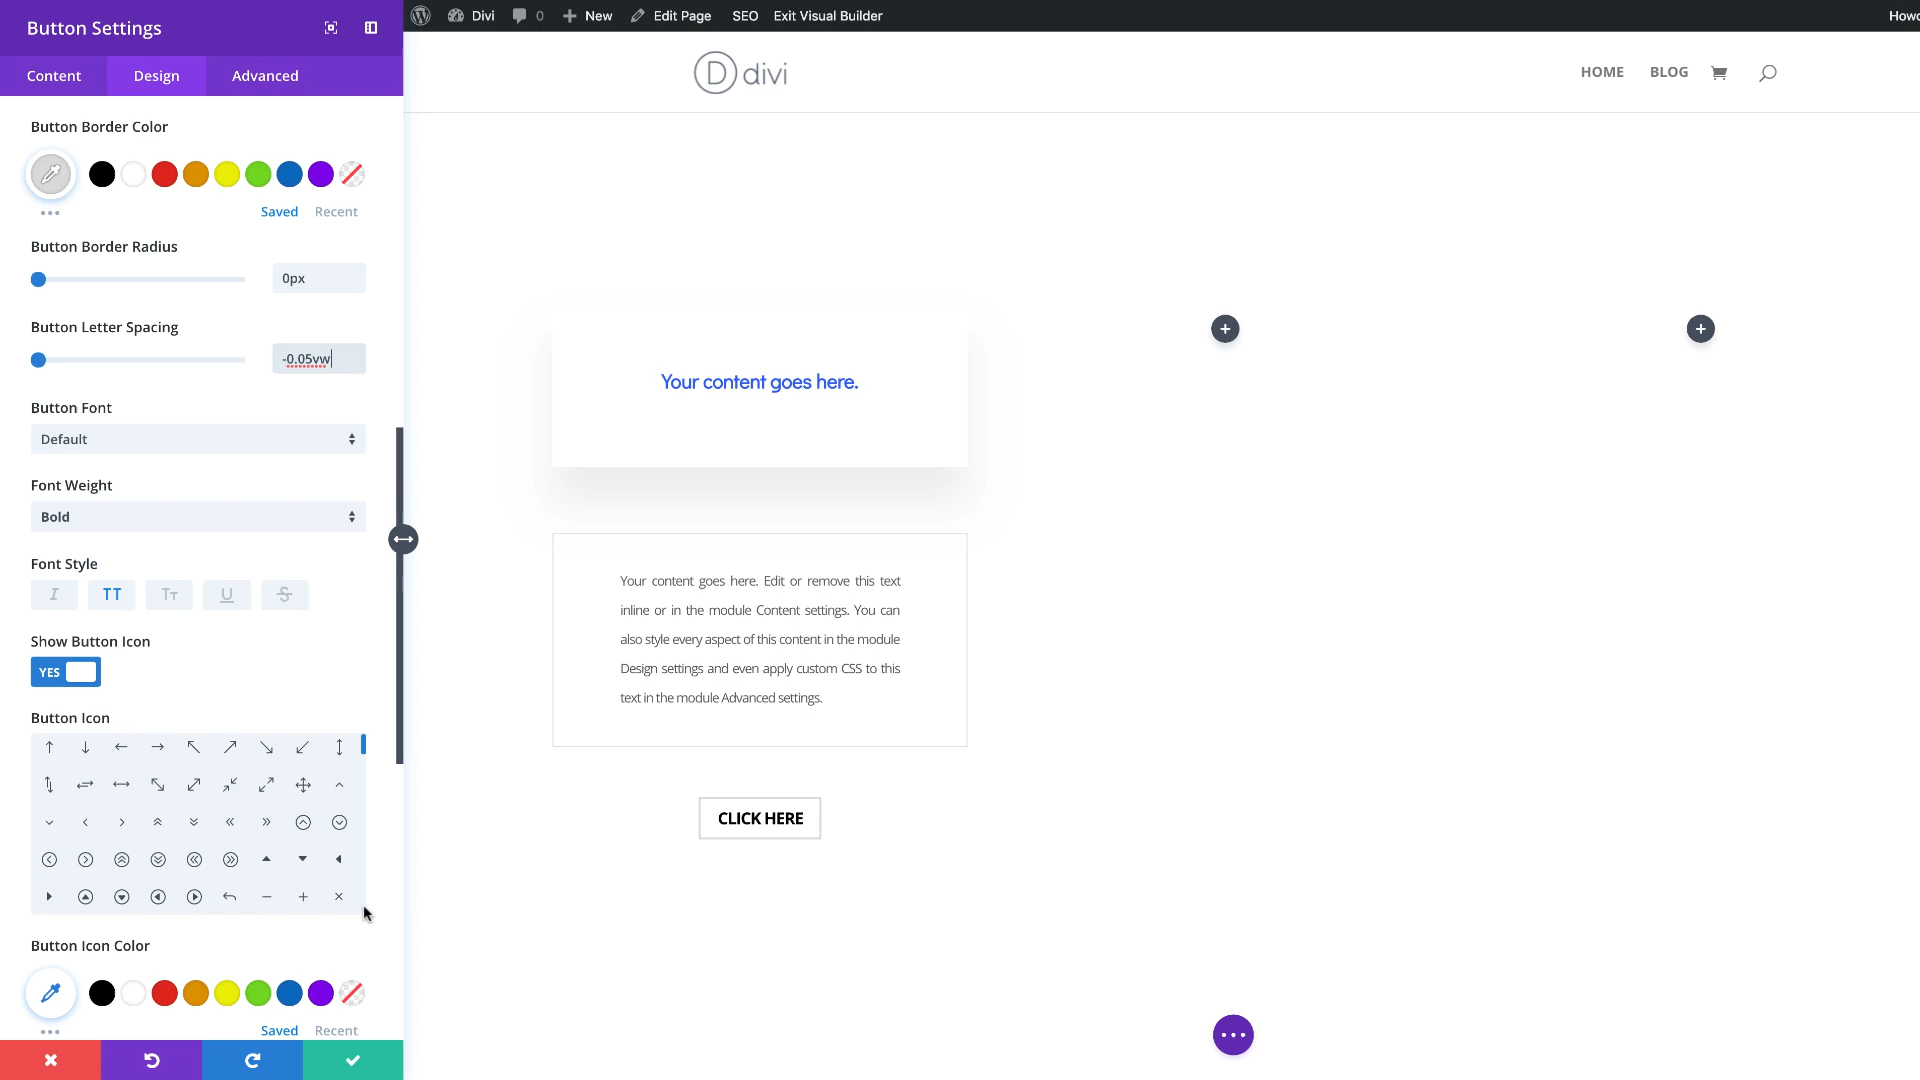 Button Settings
Divi
0
New
Edit Page
SEO
Exit Visual Builder
Howd
Content
Design
Advanced
D divi
HOME
BLOG
Button Border Color
Saved
Recent
Button Border Radius
0px
Button Letter Spacing
-0.05vw
Button Font
Default
Font Weight
Bold
Font Style
I
TT
Tт
U
S
Show Button Icon
YES
Button Icon
Button Icon Color
Saved
Recent
Your content goes here.
Your content goes here. Edit or remove this text
inline or in the module Content settings. You can
also style every aspect of this content in the module
Design settings and even apply custom CSS to this
text in the module Advanced settings.
CLICK HERE